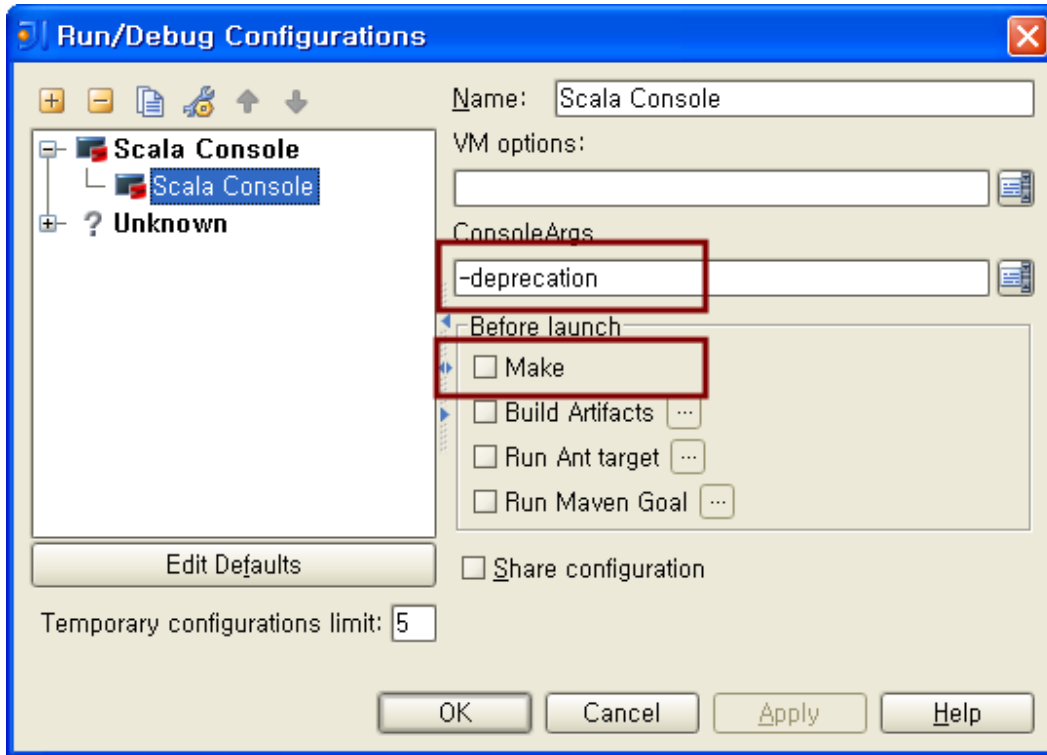 Run/Debug Configurations
Name: Scala Console
VM options:
Scala Console
Scala Console
? Unknown
ConsoleArgs
-deprecation
Before launch
Make
Build Artifacts ...
Run Ant target ...
Run Maven Goal ...
Edit Defaults
Share configuration
Temporary configurations limit: 5
OK Cancel Apply Help